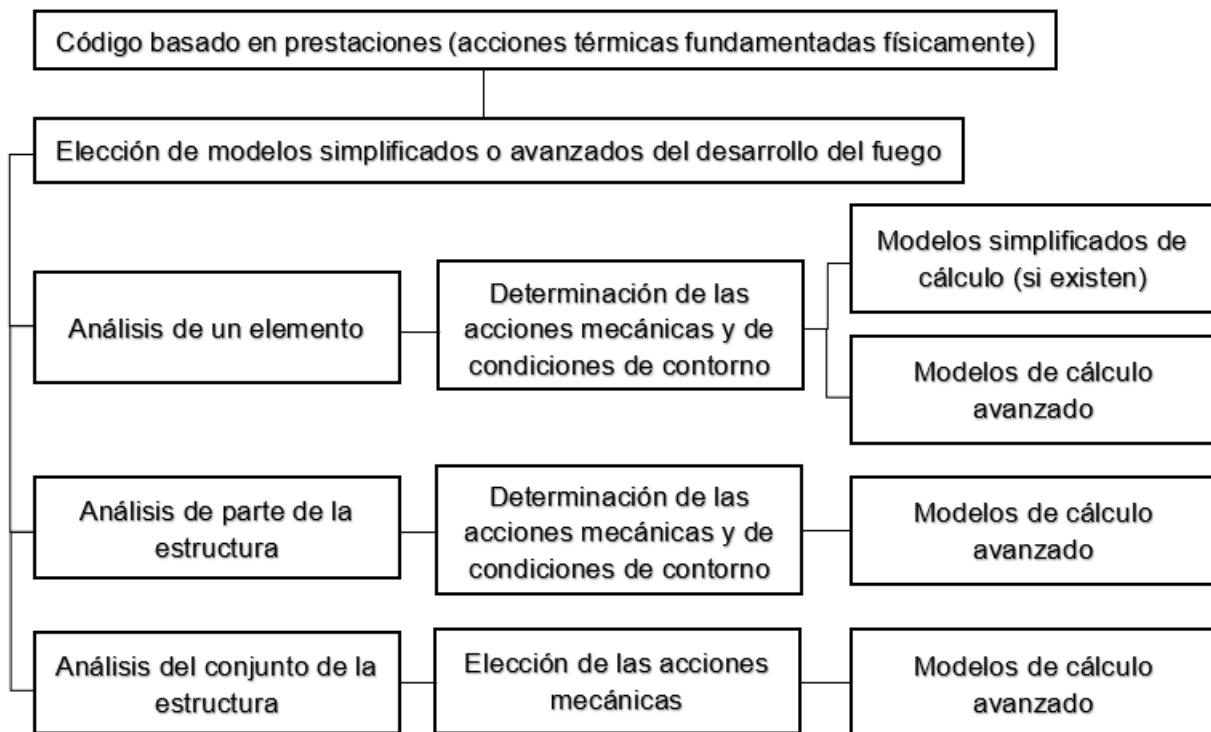 Código basado en prestaciones (acciones térmicas fundamentadas físicamente)
Elección de modelos simplificados o avanzados del desarrollo del fuego
Análisis de un elemento
Determinación de las
acciones mecánicas y de
condiciones de contorno
Modelos simplificados de
cálculo (si existen)
Modelos de cálculo
avanzado
Análisis de parte de la
estructura
Determinación de las
acciones mecánicas y de
condiciones de contorno
Modelos de cálculo
avanzado
Análisis del conjunto de la
estructura
Elección de las acciones
mecánicas
Modelos de cálculo
avanzado